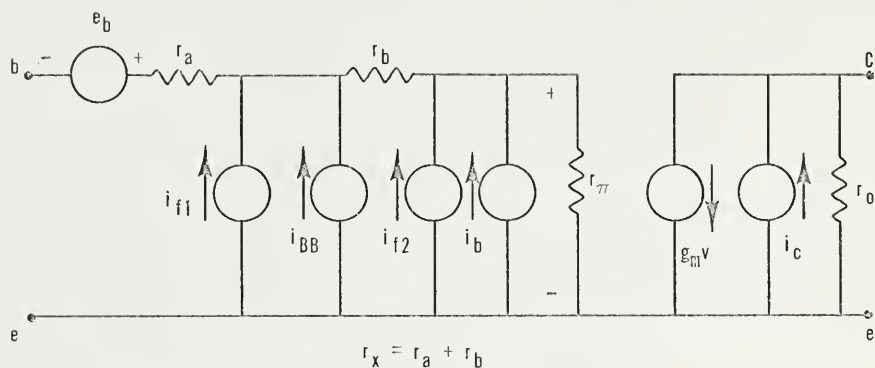 e_b
b - + r_a r_b C
+
i_f1 i_BB i_f2 i_b r_π g_m v i_c r_o
-
e e
r_x = r_a + r_b